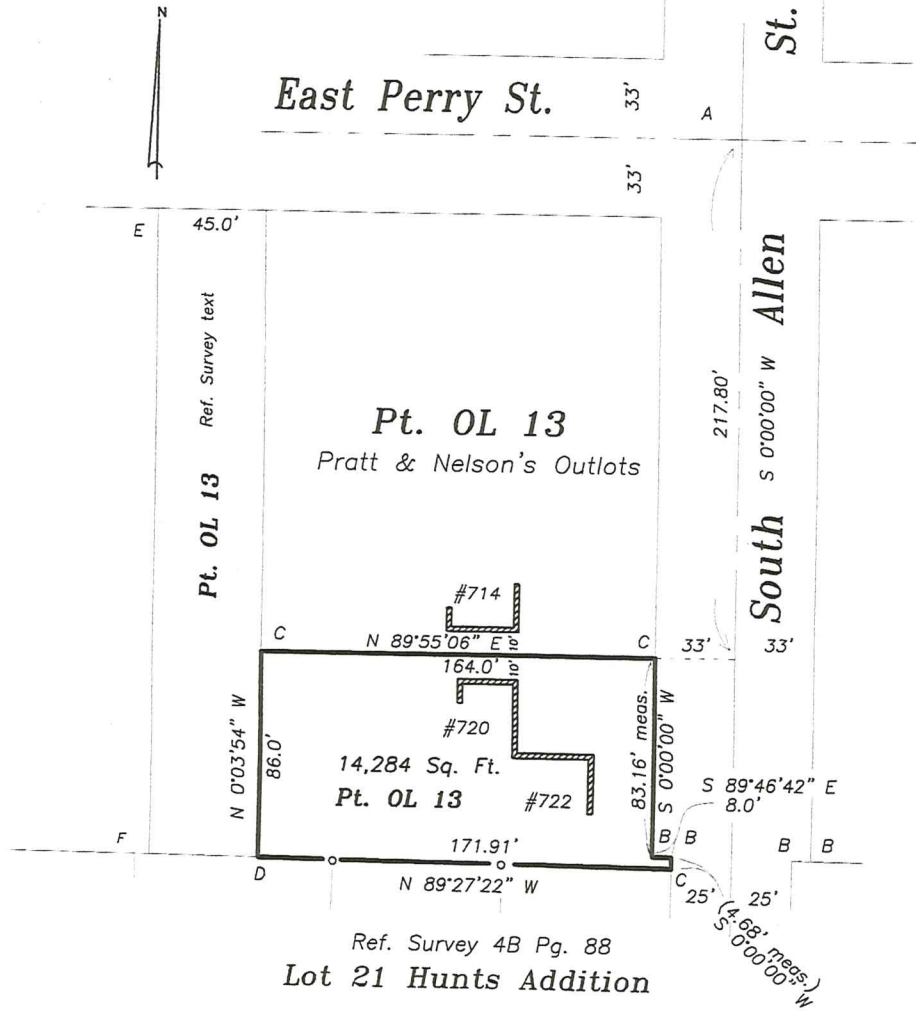 N
St.
East Perry St.
33'
A
33'
E
45.0'
Allen
Ref. Survey text
S 0°00'00" W
217.80'
Pt. OL 13
Pratt & Nelson's Outlots
Pt. OL 13
South
#714
C
N 89°55'06" E
10'
C
33'
33'
164.0'
10'
N 0°03'54" W
86.0'
#720
83.16' meas.
S 0°00'00" W
14,284 Sq. Ft.
S 89°46'42" E
8.0'
Pt. OL 13
#722
F
171.91'
B
B
B
B
D
N 89°27'22" W
C
25'
25'
(4.68' meas.)
S 0°00'00" W
Ref. Survey 4B Pg. 88
Lot 21 Hunts Addition